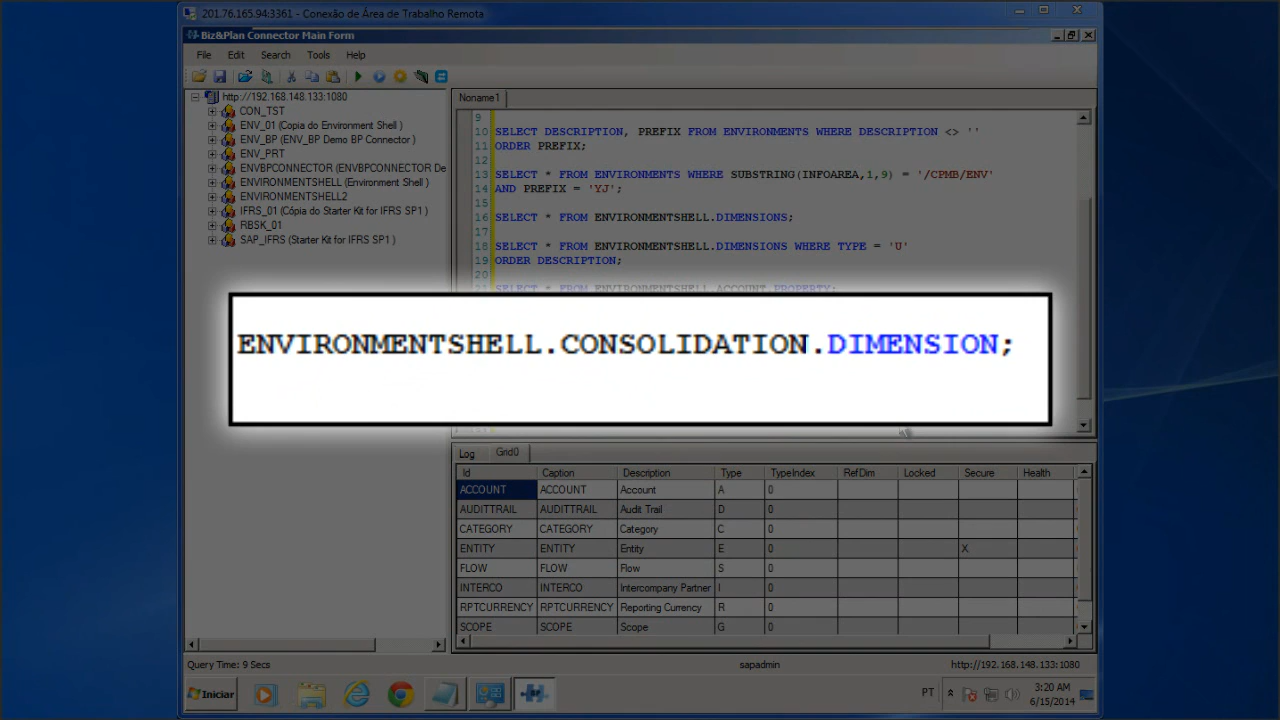 201.76.165.94:3361 - Conexão de Área de Trabalho Remota
Biz&Plan Connector Main Form
File Edit Search Tools Help
http://192.168.148.133:1080
CON_TST
ENV_01 (Copia do Environment Shell )
ENV_BP (ENV_BP Demo BP Connector )
ENV_PRT
ENVBPCONNECTOR (ENVBPCONNECTOR De
ENVIRONMENTSHELL (Environment Shell )
ENVIRONMENTSHELL2
IFRS_01 (Cópia do Starter Kit for IFRS SP1 )
RBSK_01
SAP_IFRS (Starter Kit for IFRS SP1 )
Noname1
9
10 SELECT DESCRIPTION, PREFIX FROM ENVIRONMENTS WHERE DESCRIPTION <> ''
11 ORDER PREFIX;
12
13 SELECT * FROM ENVIRONMENTS WHERE SUBSTRING(INFOAREA,1,9) = '/CPMB/ENV'
14 AND PREFIX = 'YJ';
15
16 SELECT * FROM ENVIRONMENTSHELL.DIMENSIONS;
17
18 SELECT * FROM ENVIRONMENTSHELL.DIMENSIONS WHERE TYPE = 'U'
19 ORDER DESCRIPTION;
20
21 SELECT * FROM ENVIRONMENTSHELL.ACCOUNT.PROPERTY;
ENVIRONMENTSHELL.CONSOLIDATION.DIMENSION;
Log Grid0
Id Caption Description Type TypeIndex RefDim Locked Secure Health
ACCOUNT ACCOUNT Account A 0
AUDITTRAIL AUDITTRAIL Audit Trail D 0
CATEGORY CATEGORY Category C 0
ENTITY ENTITY Entity E 0 X
FLOW FLOW Flow S 0
INTERCO INTERCO Intercompany Partner I 0
RPTCURRENCY RPTCURRENCY Reporting Currency R 0
SCOPE SCOPE Scope G 0
Query Time: 9 Secs sapadmin http://192.168.148.133:1080
Iniciar PT 3:20 AM
6/15/2014